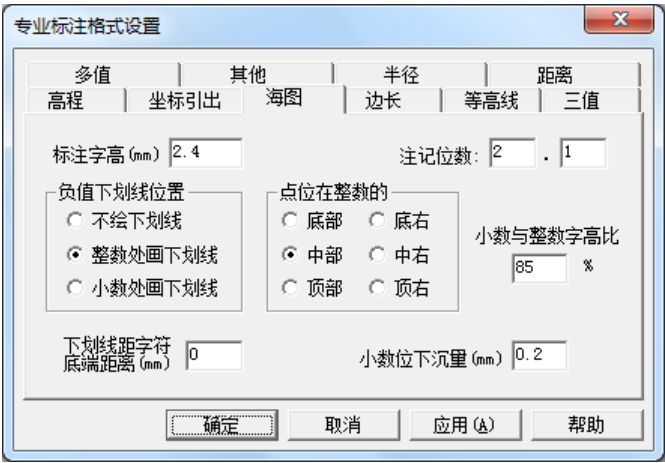 专业标注格式设置
多值 其他 半径 距离
高程 坐标引出 海图 边长 等高线 三值
标注字高(mm) 2.4 注记位数: 2 . 1
负值下划线位置
不绘下划线
整数处画下划线
小数处画下划线
点位在整数的
底部 底右
中部 中右
顶部 顶右
小数与整数字高比
85 %
下划线距字符
底端距离(mm) 0
小数位下沉量(mm) 0.2
确定 取消 应用(A) 帮助